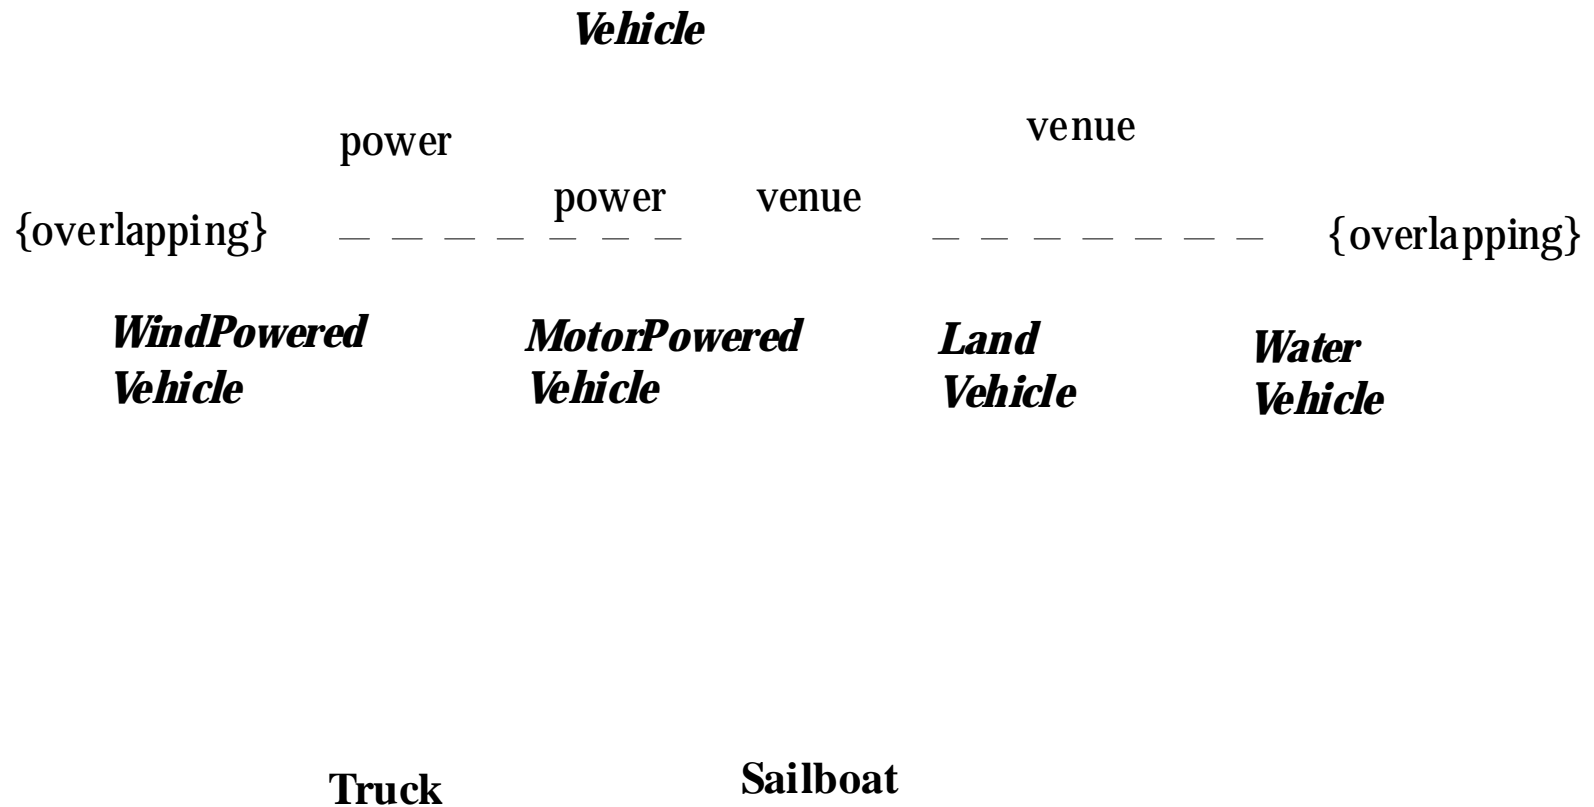 Vehicle
power
venue
power
venue
{overlapping}
{overlapping}
WindPowered
Vehicle
MotorPowered
Vehicle
Land
Vehicle
Water
Vehicle
Truck
Sailboat